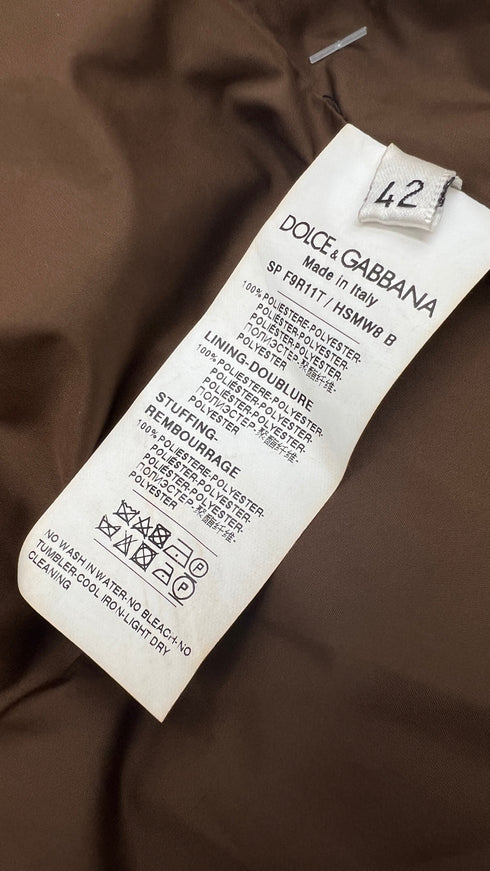 42
DOLCE & GABBANA
Made in Italy
SP F9R11T / HSMW8 B
100% POLIESTERE-POLYESTER-
POLIÉSTER-POLYESTER-
POLIÉSTER-POLYESTER-
ПОЛИЭСТЕР-聚酯纤维-
POLYESTER
LINING-DOUBLURE
100% POLIESTERE-POLYESTER-
POLIÉSTER-POLYESTER-
POLIÉSTER-POLYESTER-
ПОЛИЭСТЕР-聚酯纤维-
POLYESTER
STUFFING-
REMBOURRAGE
100% POLIESTERE-POLYESTER-
POLIÉSTER-POLYESTER-
POLIÉSTER-POLYESTER-
ПОЛИЭСТЕР-聚酯纤维-
POLYESTER
P
P
NO WASH IN WATER-NO BLEACH-NO
TUMBLER-COOL IRON-LIGHT DRY
CLEANING